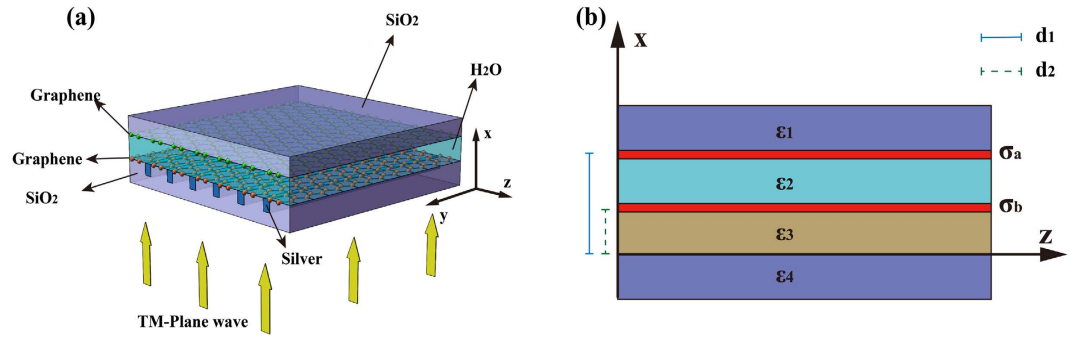 (a)
SiO2
H2O
Graphene
Graphene
SiO2
x
z
y
Silver
TM-Plane wave
(b)
x
d1
d2
ε1
σa
ε2
σb
ε3
z
ε4